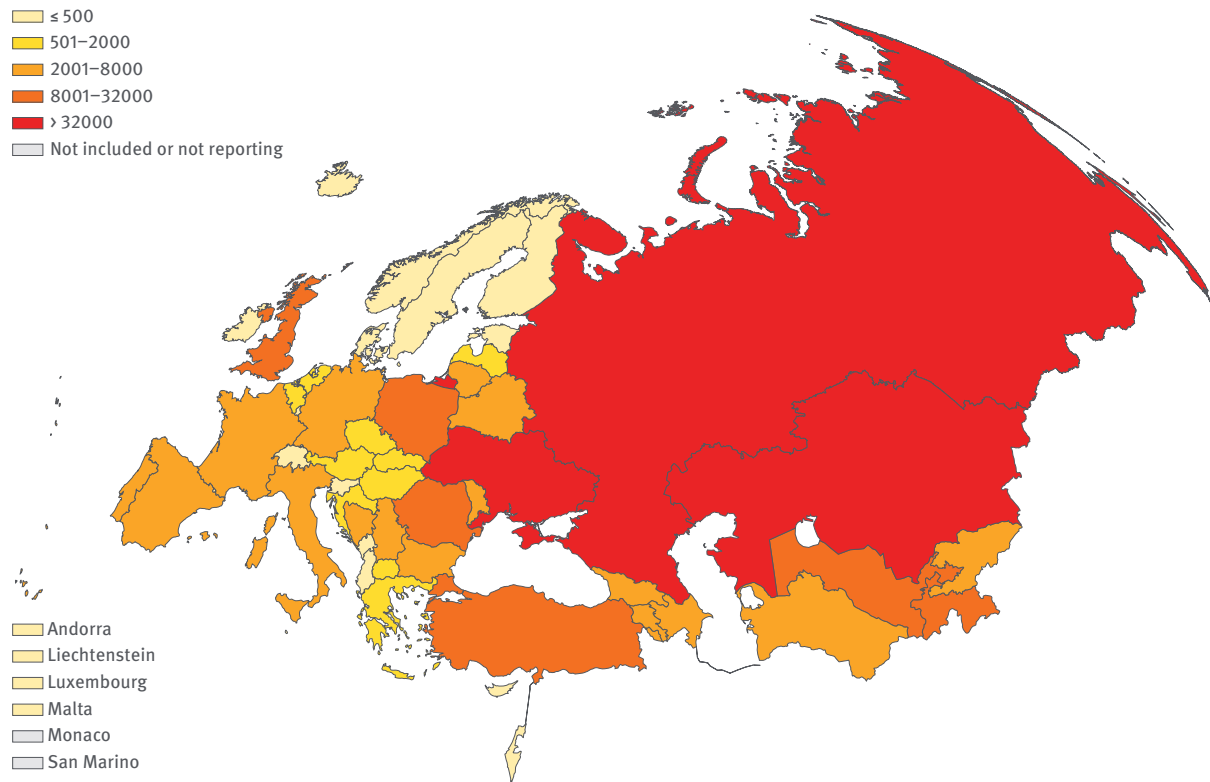 ≤ 500
501–2000
2001–8000
8001–32000
> 32000
Not included or not reporting
Andorra
Liechtenstein
Luxembourg
Malta
Monaco
San Marino